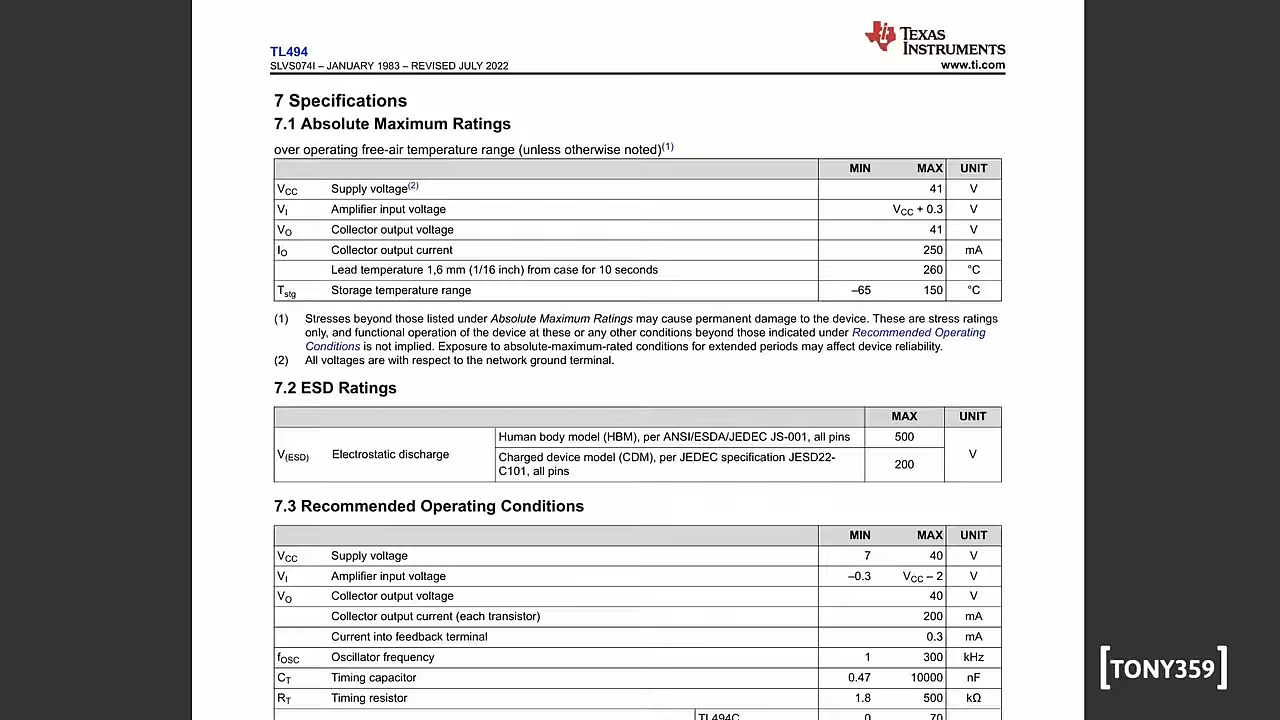 TL494
SLVS074I – JANUARY 1983 – REVISED JULY 2022
TEXAS
INSTRUMENTS
www.ti.com
7 Specifications
7.1 Absolute Maximum Ratings
over operating free-air temperature range (unless otherwise noted)(1)
MIN MAX UNIT
VCC Supply voltage(2) 41 V
VI Amplifier input voltage VCC + 0.3 V
VO Collector output voltage 41 V
IO Collector output current 250 mA
Lead temperature 1,6 mm (1/16 inch) from case for 10 seconds 260 °C
Tstg Storage temperature range –65 150 °C
(1) Stresses beyond those listed under Absolute Maximum Ratings may cause permanent damage to the device. These are stress ratings
only, and functional operation of the device at these or any other conditions beyond those indicated under Recommended Operating
Conditions is not implied. Exposure to absolute-maximum-rated conditions for extended periods may affect device reliability.
(2) All voltages are with respect to the network ground terminal.
7.2 ESD Ratings
MAX UNIT
V(ESD) Electrostatic discharge Human body model (HBM), per ANSI/ESDA/JEDEC JS-001, all pins 500 V
Charged device model (CDM), per JEDEC specification JESD22-
C101, all pins 200
7.3 Recommended Operating Conditions
MIN MAX UNIT
VCC Supply voltage 7 40 V
VI Amplifier input voltage –0.3 VCC – 2 V
VO Collector output voltage 40 V
Collector output current (each transistor) 200 mA
Current into feedback terminal 0.3 mA
fOSC Oscillator frequency 1 300 kHz
CT Timing capacitor 0.47 10000 nF
RT Timing resistor 1.8 500 kΩ
TL494C 0 70
[TONY359]